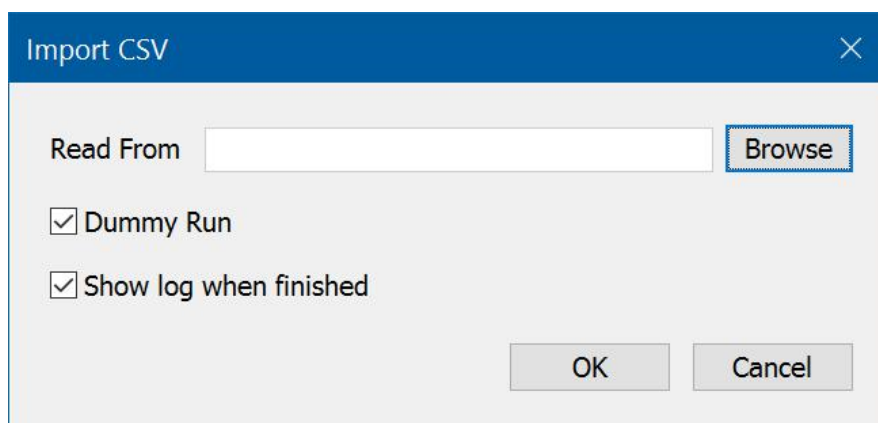 Import CSV
Read From Browse
Dummy Run
Show log when finished
OK Cancel